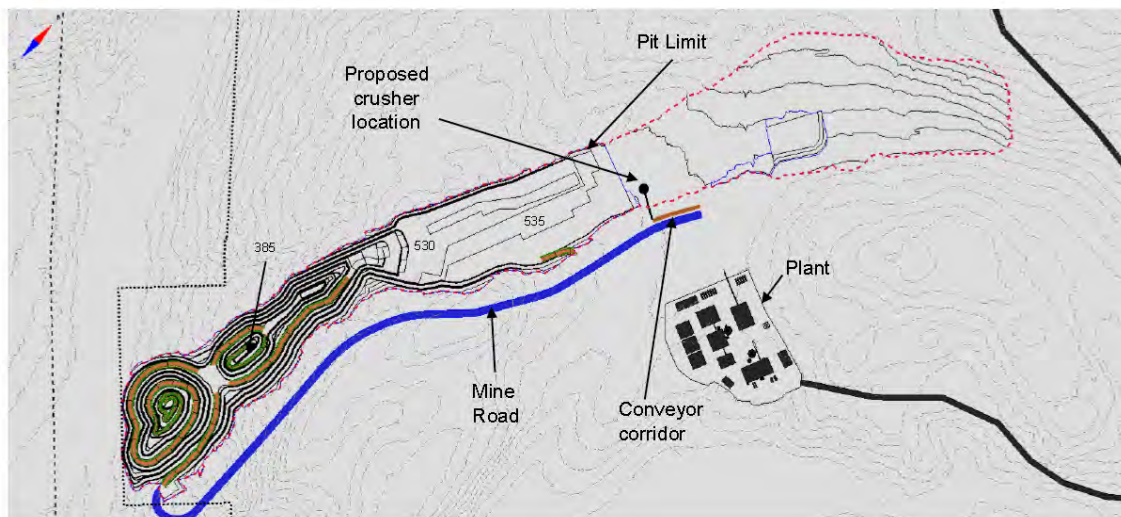 Pit Limit
Proposed
crusher
location
535
530
385
Plant
Mine
Road
Conveyor
corridor